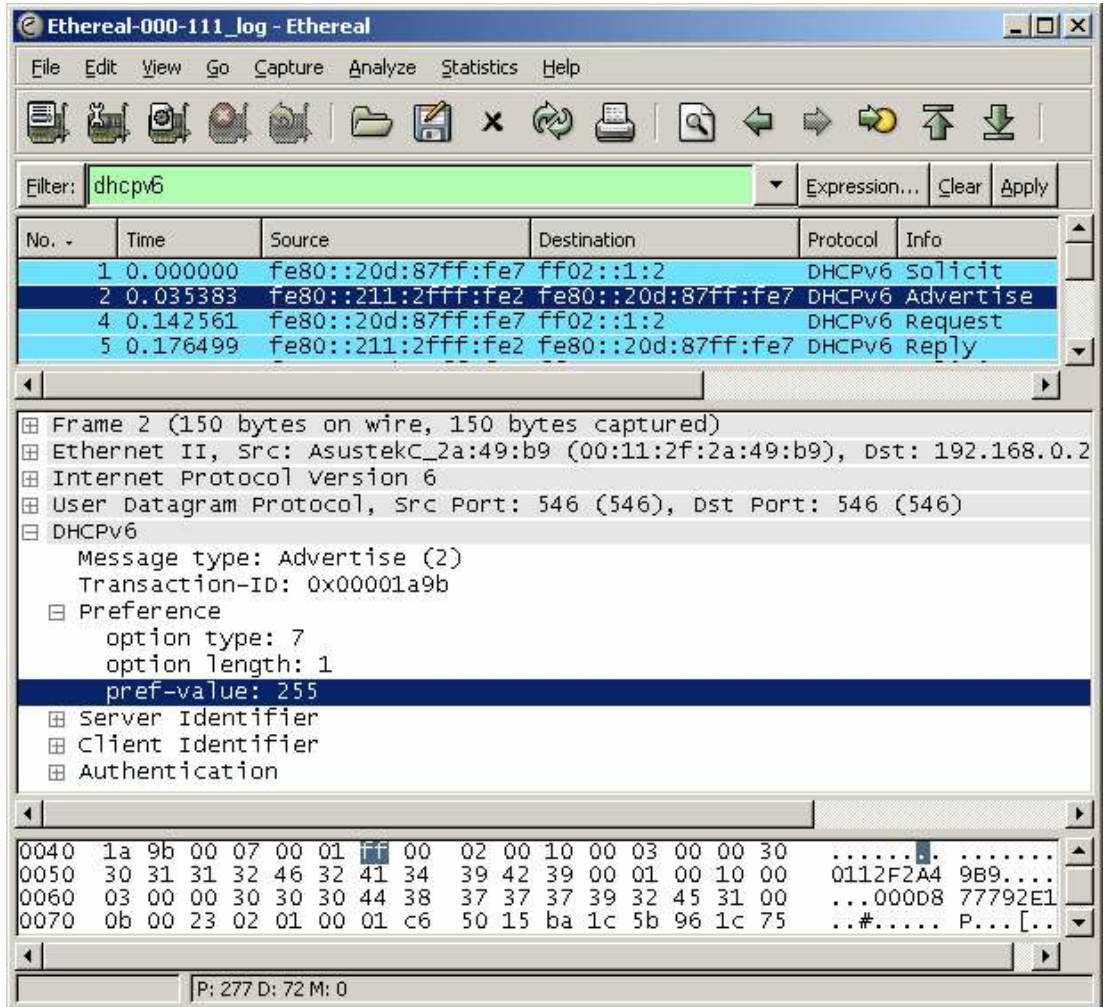 Ethereal-000-111_log - Ethereal
File Edit View Go Capture Analyze Statistics Help
Filter: dhcpv6 Expression... Clear Apply
No. Time Source Destination Protocol Info
1 0.000000 fe80::20d:87ff:fe7 ff02::1:2 DHCPv6 Solicit
2 0.035383 fe80::211:2fff:fe2 fe80::20d:87ff:fe7 DHCPv6 Advertise
4 0.142561 fe80::20d:87ff:fe7 ff02::1:2 DHCPv6 Request
5 0.176499 fe80::211:2fff:fe2 fe80::20d:87ff:fe7 DHCPv6 Reply
Frame 2 (150 bytes on wire, 150 bytes captured)
Ethernet II, Src: AsustekC_2a:49:b9 (00:11:2f:2a:49:b9), Dst: 192.168.0.2
Internet Protocol Version 6
User Datagram Protocol, Src Port: 546 (546), Dst Port: 546 (546)
DHCPv6
Message type: Advertise (2)
Transaction-ID: 0x00001a9b
Preference
option type: 7
option length: 1
pref-value: 255
Server Identifier
Client Identifier
Authentication
0040 1a 9b 00 07 00 01 ff 00 02 00 10 00 03 00 00 30 ........ ........
0050 30 31 31 32 46 32 41 34 39 42 39 00 01 00 10 00 0112F2A4 9B9.....
0060 03 00 00 30 30 30 44 38 37 37 37 39 32 45 31 00 ...000D8 77792E1
0070 0b 00 23 02 01 00 01 c6 50 15 ba 1c 5b 96 1c 75 ..#..... P...[..
P: 277 D: 72 M: 0